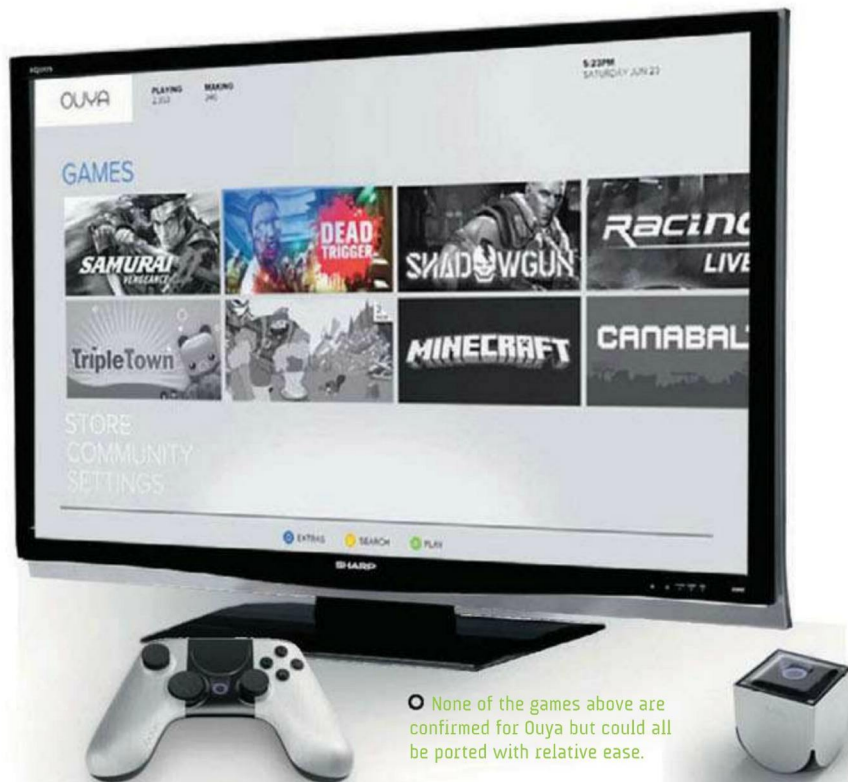 AQUOS
OUYA
PLAYING
MAKING
5:23PM
SATURDAY JUN 23
GAMES
SAMURAI
VENGEANCE
DEAD
TRIGGER
SHADOWGUN
Racing
LIVE
TripleTown
MINECRAFT
CANABAL
STORE
COMMUNITY
SETTINGS
EXTRAS
SEARCH
PLAY
SHARP
None of the games above are
confirmed for Ouya but could all
be ported with relative ease.